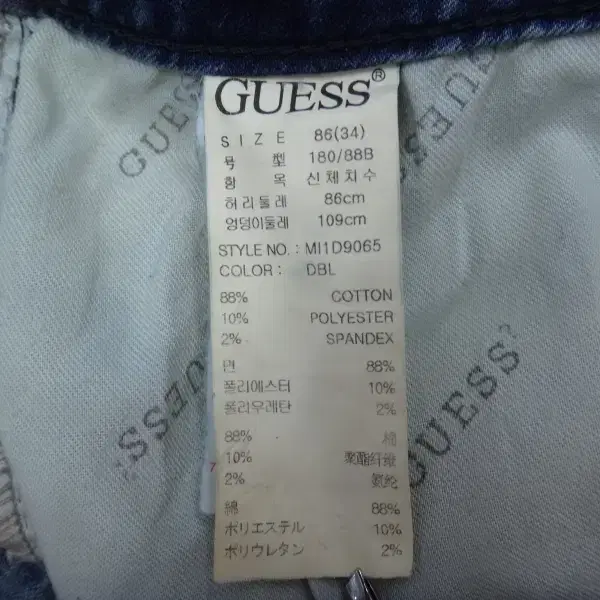 GUESS®
SIZE 86(34)
号 型 180/88B
항 목 신체치수
허리둘레 86cm
엉덩이둘레 109cm
STYLE NO. : MI1D9065
COLOR : DBL
88% COTTON
10% POLYESTER
2% SPANDEX
면 88%
폴리에스터 10%
폴리우레탄 2%
88% 棉
10% 聚酯纤维
2% 氨纶
綿 88%
ポリエステル 10%
ポリウレタン 2%
GUESS
GUESS
GUESS
GUESS